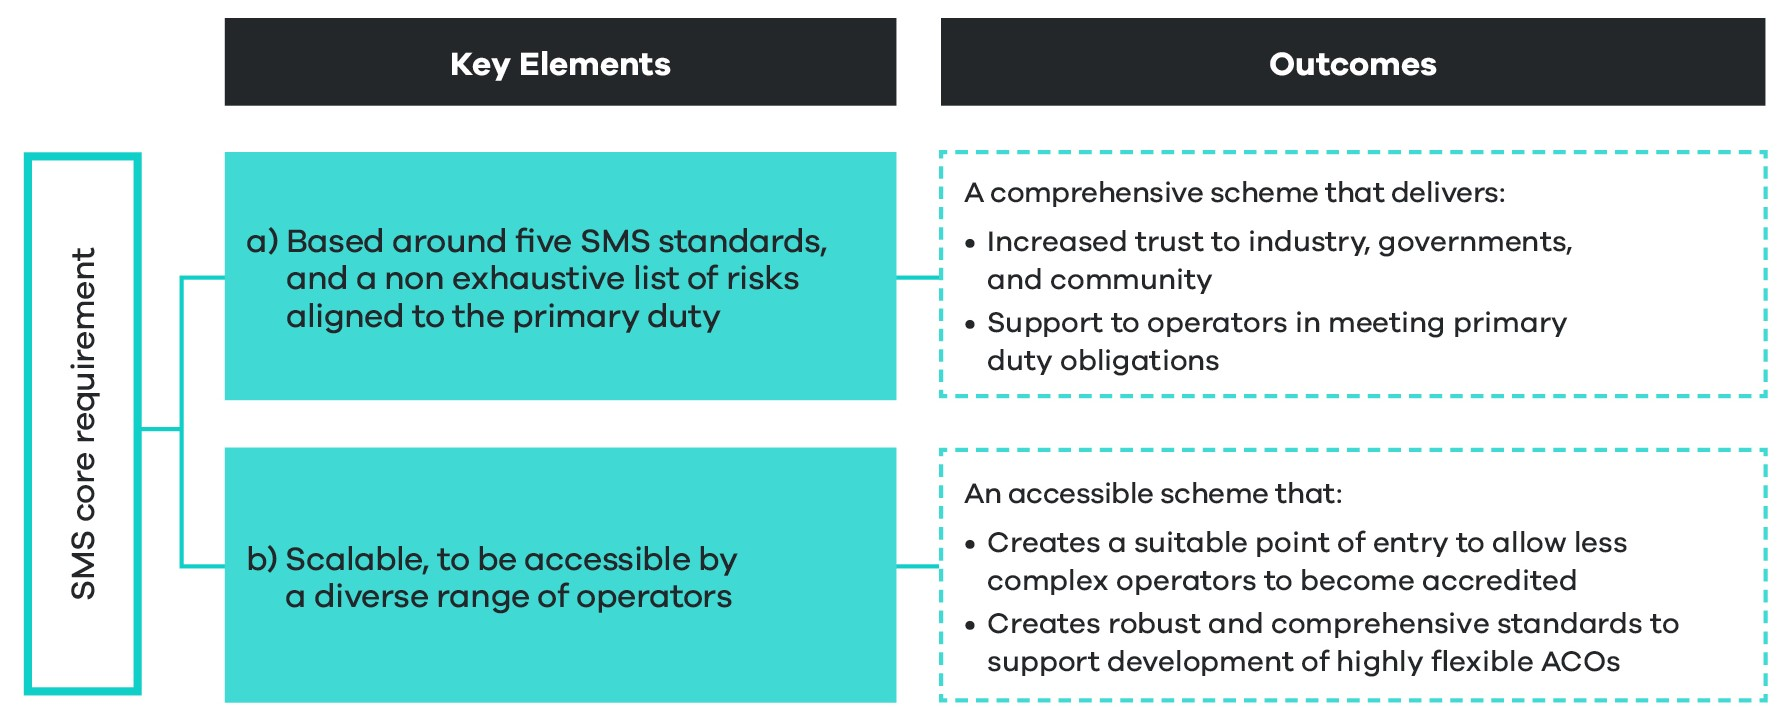 Key Elements
Outcomes
SMS core requirement
a) Based around five SMS standards,
and a non exhaustive list of risks
aligned to the primary duty
A comprehensive scheme that delivers:
• Increased trust to industry, governments,
and community
• Support to operators in meeting primary
duty obligations
b) Scalable, to be accessible by
a diverse range of operators
An accessible scheme that:
• Creates a suitable point of entry to allow less
complex operators to become accredited
• Creates robust and comprehensive standards to
support development of highly flexible ACOs